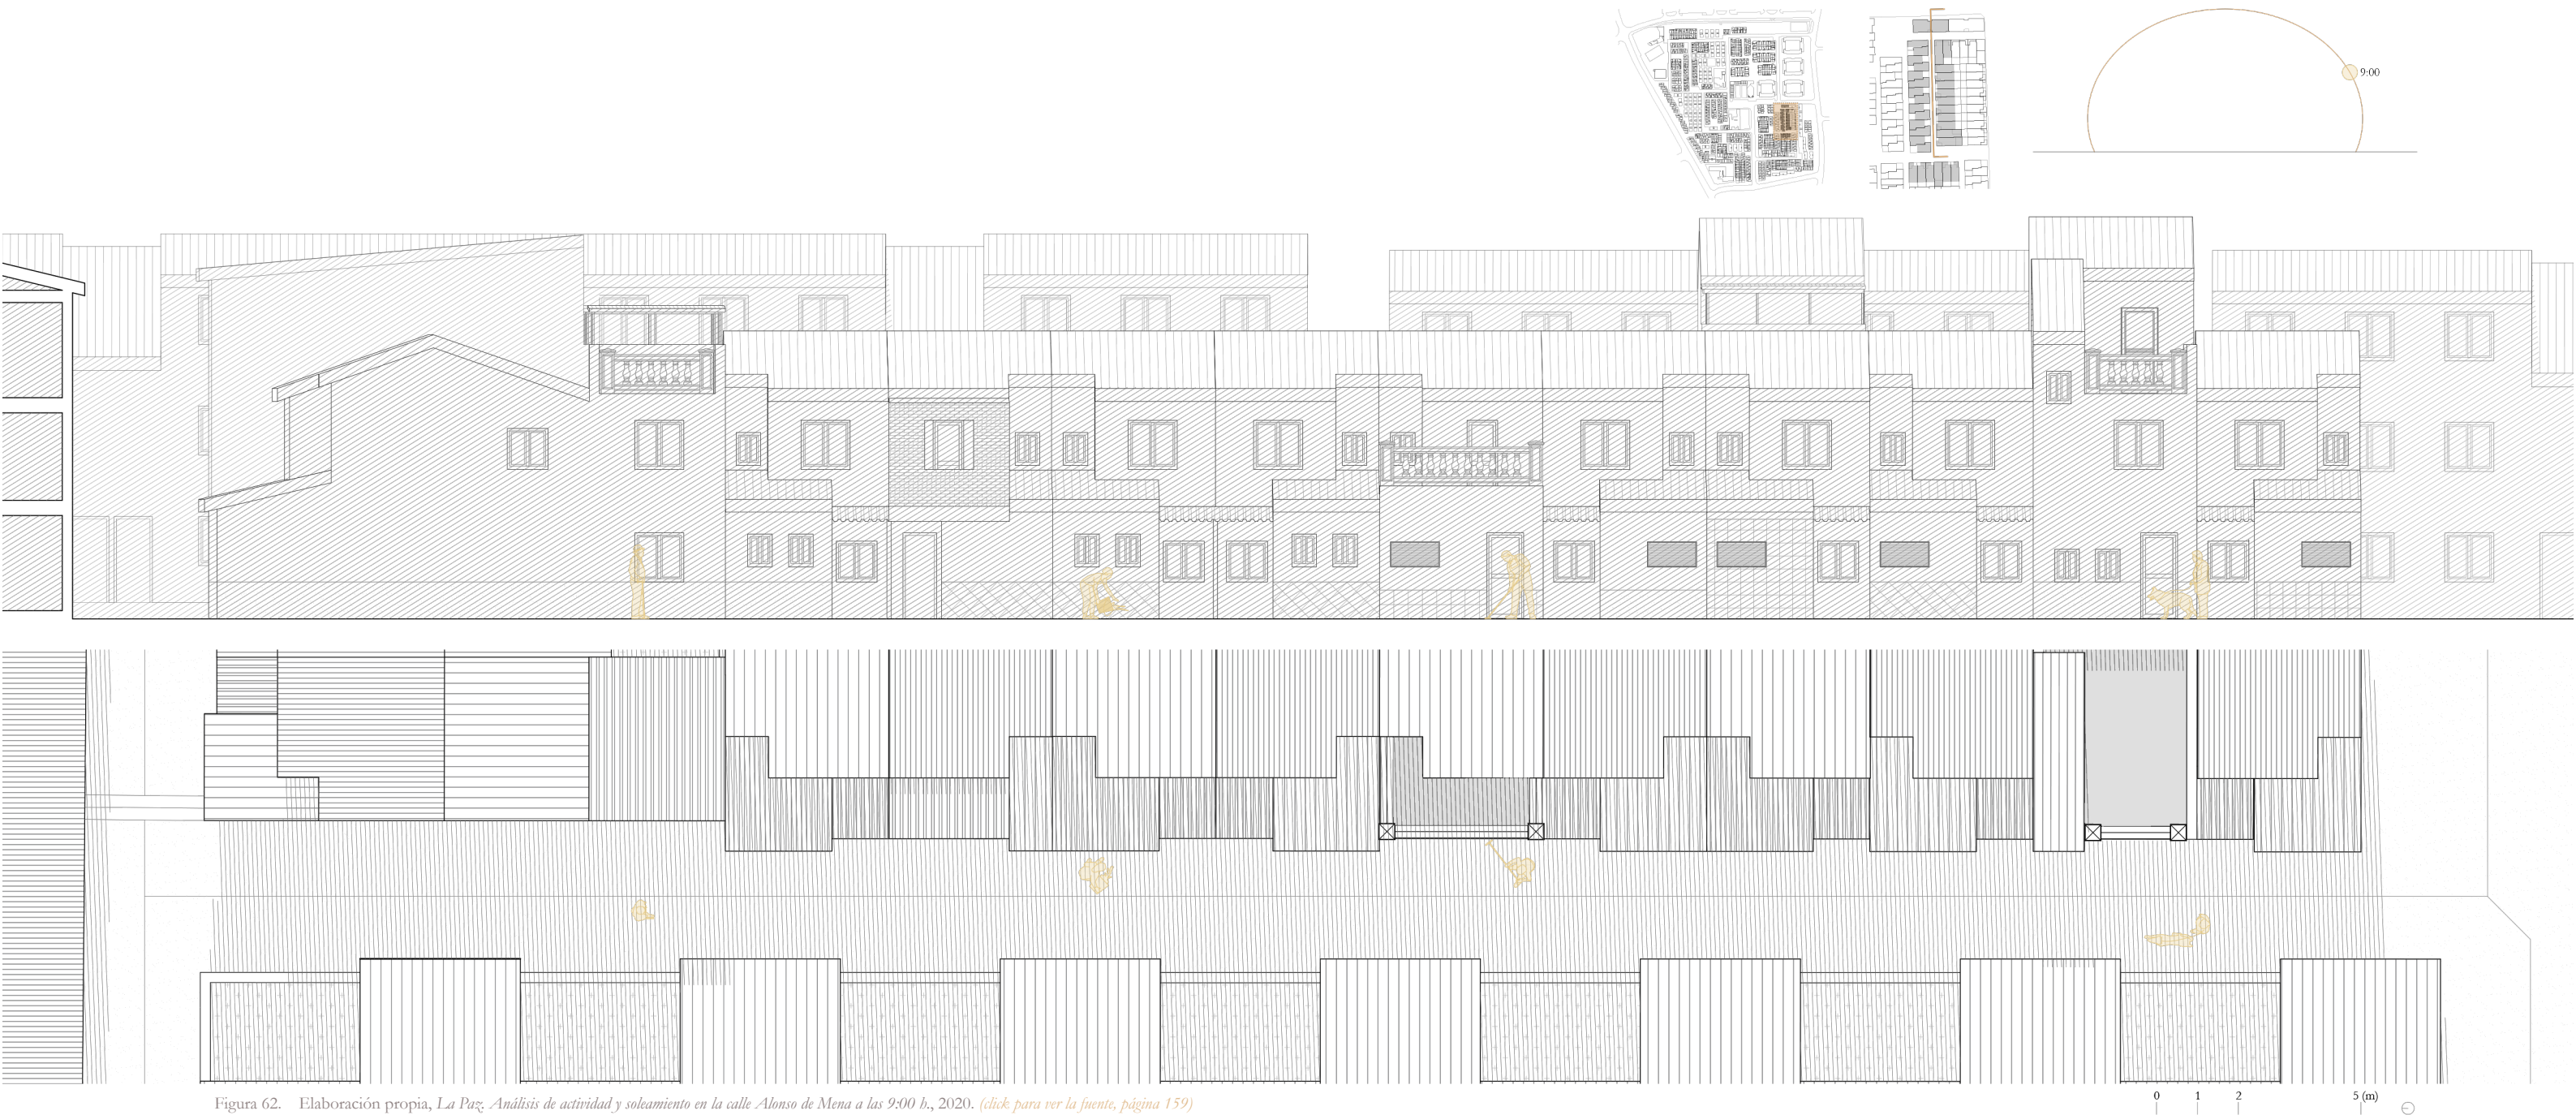 9:00
Figura 62. Elaboración propia, La Paz. Análisis de actividad y soleamiento en la calle Alonso de Mena a las 9:00 h., 2020. (click para ver la fuente, página 159)
0 1 2 5 (m)